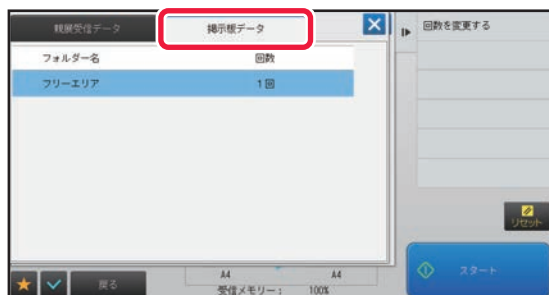 親展受信データ
掲示板データ
フォルダー名 回数
フリーエリア 1回
回数を変更する
リセット
A4 A4
受信メモリー： 100%
戻る
スタート